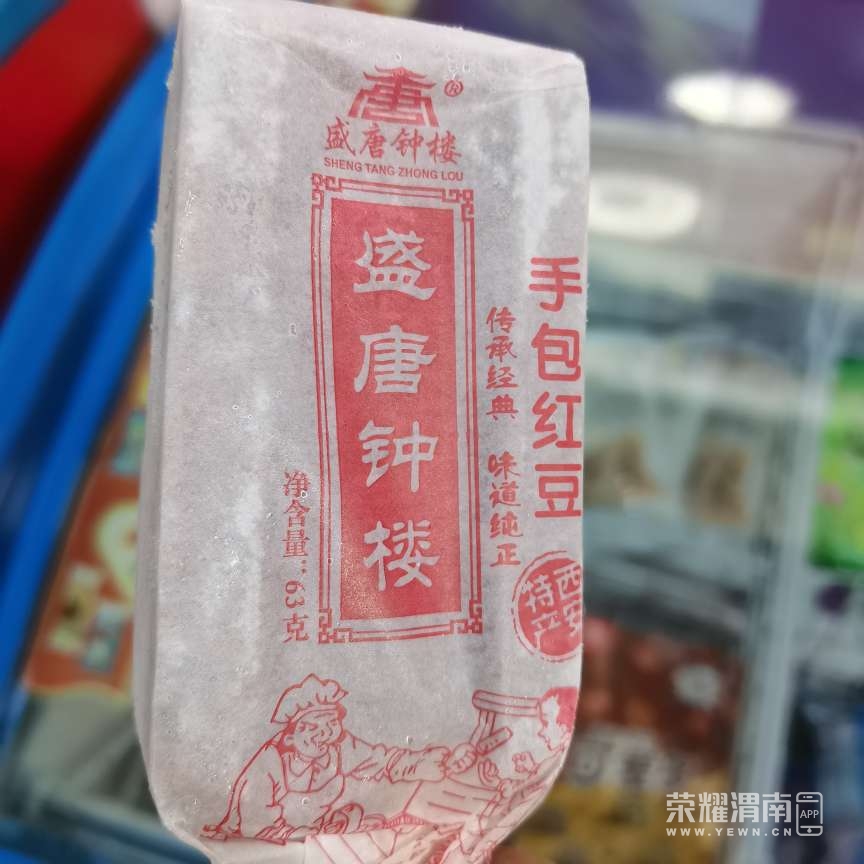 唐®
盛唐钟楼
SHENG TANG ZHONG LOU
盛唐钟楼
手包红豆
传承经典 味道纯正
净含量：63克
西安
特产
荣耀渭南 APP
WWW.YEWN.CN